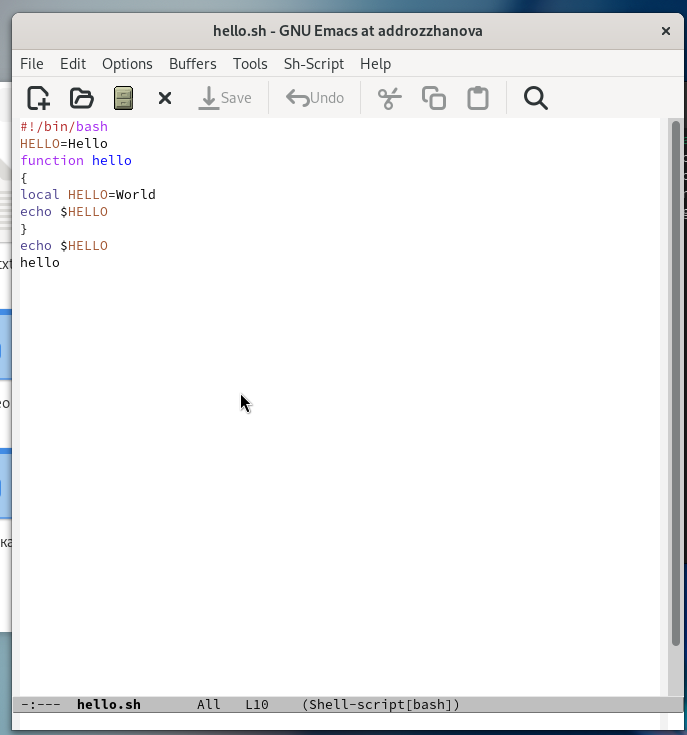 hello.sh - GNU Emacs at addrozzhanova
File Edit Options Buffers Tools Sh-Script Help
Save Undo
#!/bin/bash
HELLO=Hello
function hello
{
local HELLO=World
echo $HELLO
}
echo $HELLO
hello
-:--- hello.sh All L10 (Shell-script[bash])